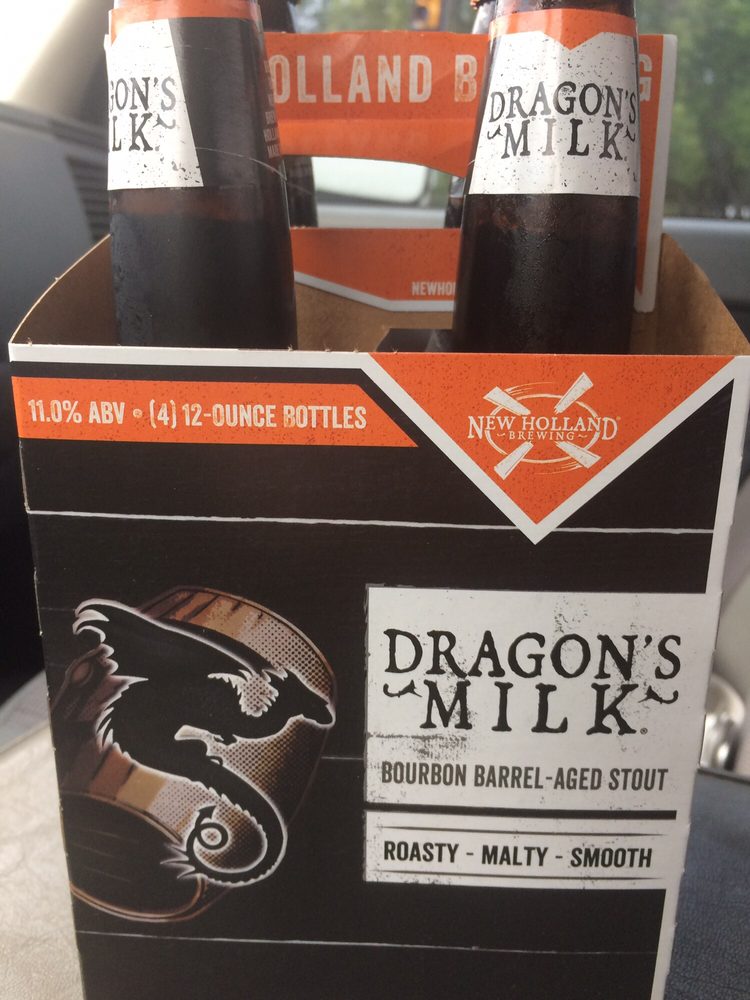 GON'S
LK
OLLAND B
G
DRAGON'S
MILK
NEWHO
11.0% ABV • (4) 12-OUNCE BOTTLES
NEW HOLLAND®
BREWING
DRAGON'S
MILK®
BOURBON BARREL-AGED STOUT
ROASTY - MALTY - SMOOTH